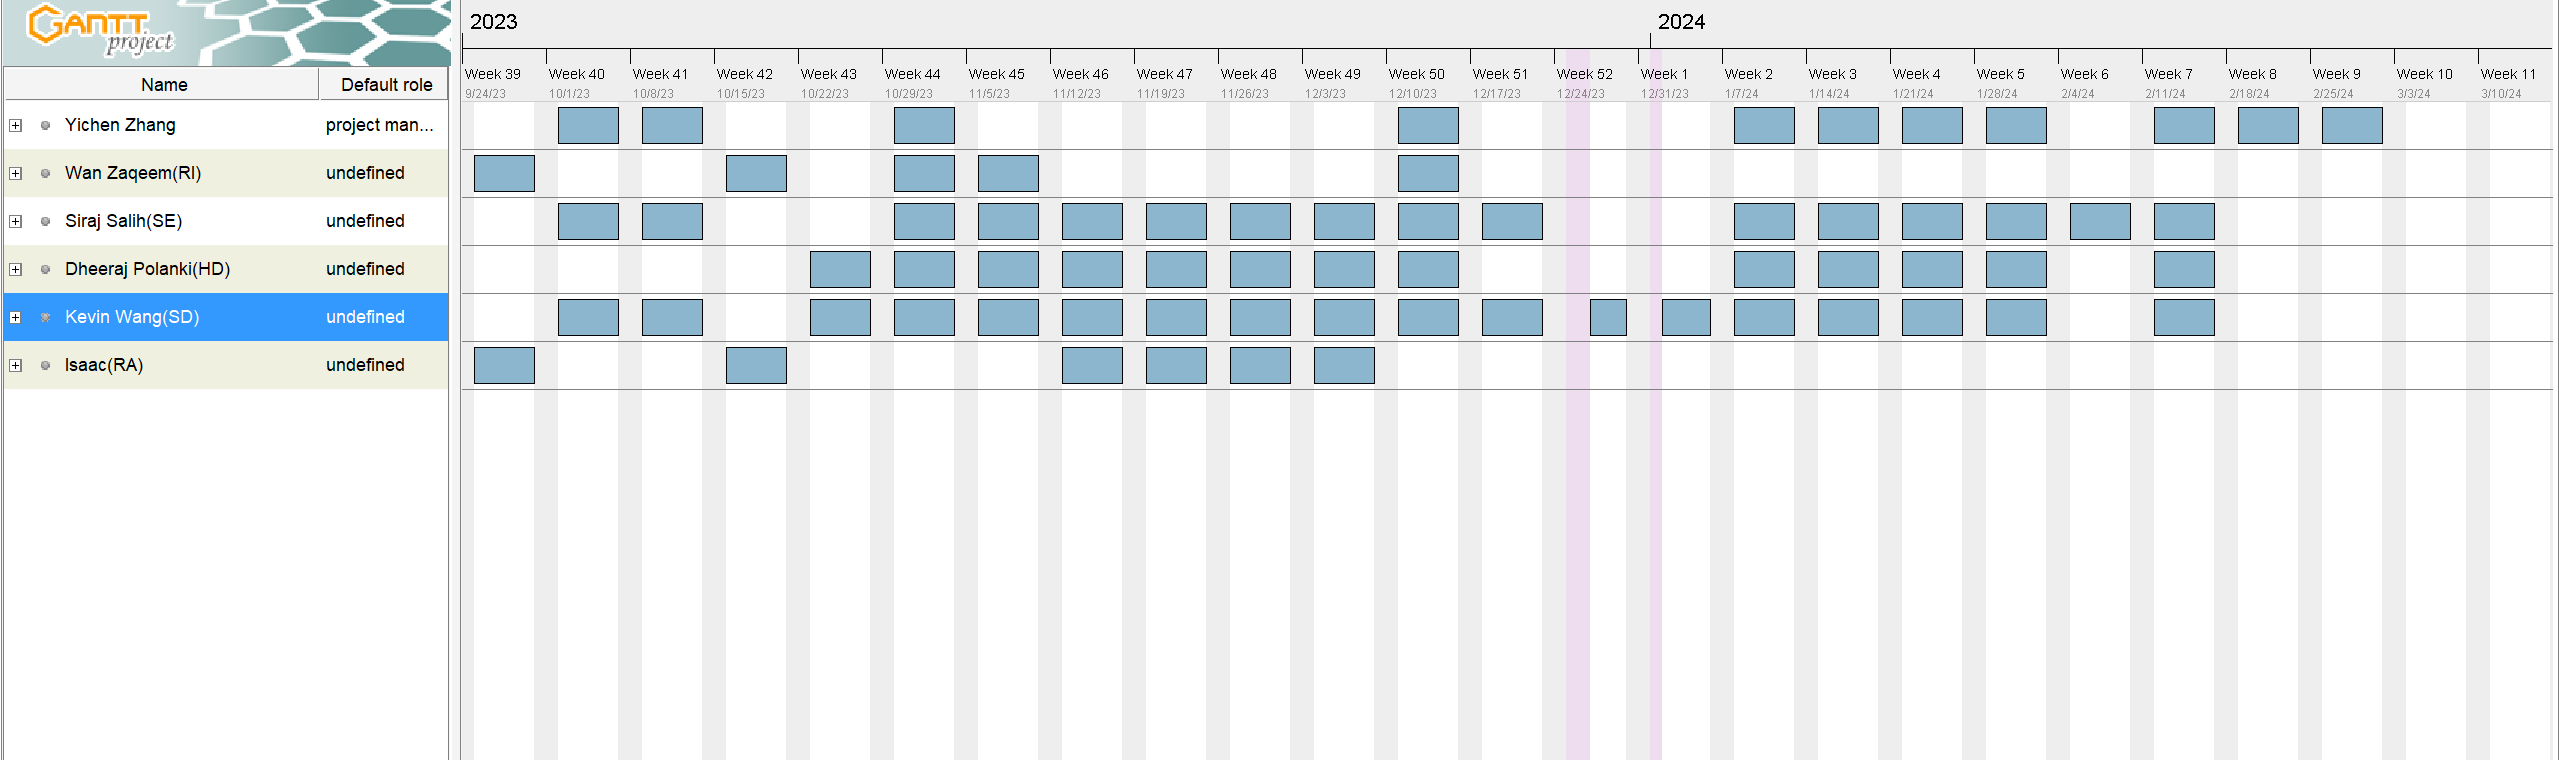 GANTT
project
2023
2024
Name
Default role
Week 39
Week 40
Week 41
Week 42
Week 43
Week 44
Week 45
Week 46
Week 47
Week 48
Week 49
Week 50
Week 51
Week 52
Week 1
Week 2
Week 3
Week 4
Week 5
Week 6
Week 7
Week 8
Week 9
Week 10
Week 11
9/24/23
10/1/23
10/8/23
10/15/23
10/22/23
10/29/23
11/5/23
11/12/23
11/19/23
11/26/23
12/3/23
12/10/23
12/17/23
12/24/23
12/31/23
1/7/24
1/14/24
1/21/24
1/28/24
2/4/24
2/11/24
2/18/24
2/25/24
3/3/24
3/10/24
Yichen Zhang
project man...
Wan Zaqeem(RI)
undefined
Siraj Salih(SE)
undefined
Dheeraj Polanki(HD)
undefined
Kevin Wang(SD)
undefined
Isaac(RA)
undefined